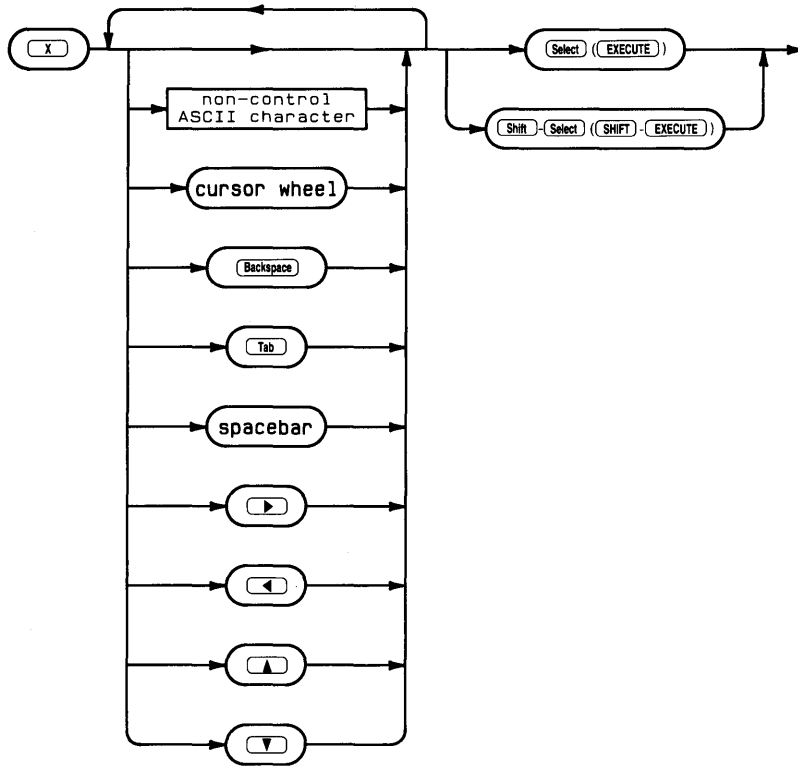 X Select (EXECUTE)
non-control
ASCII character
Shift - Select (SHIFT - EXECUTE)
cursor wheel
Backspace
Tab
spacebar
▶
◀
▲
▼